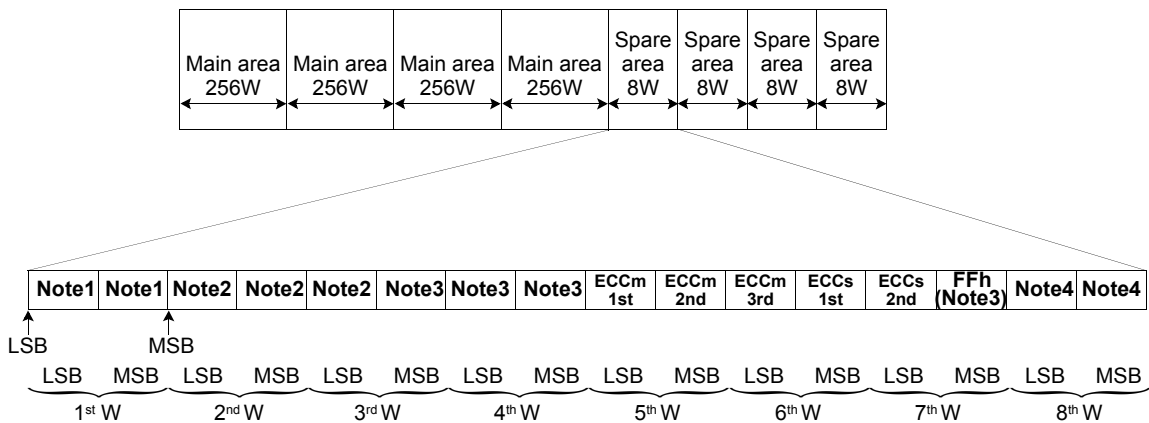 Main area 256W Main area 256W Main area 256W Main area 256W Spare area 8W Spare area 8W Spare area 8W Spare area 8W
Note1 Note1 Note2 Note2 Note2 Note3 Note3 Note3 ECCm 1st ECCm 2nd ECCm 3rd ECCs 1st ECCs 2nd FFh (Note3) Note4 Note4
LSB MSB
LSB MSB LSB MSB LSB MSB LSB MSB LSB MSB LSB MSB LSB MSB LSB MSB
1st W 2nd W 3rd W 4th W 5th W 6th W 7th W 8th W